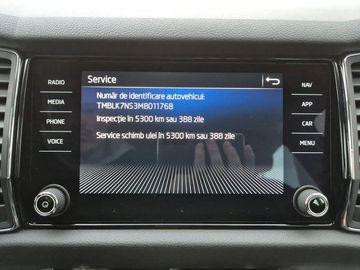 Service
RADIO
MEDIA
PHONE
VOICE
Număr de identificare autovehicul:
TMBLK7NS3MB011768
Inspecție în 5300 km sau 388 zile
Service schimb ulei în 5300 km sau 388 zile
NAV
APP
CAR
MENU